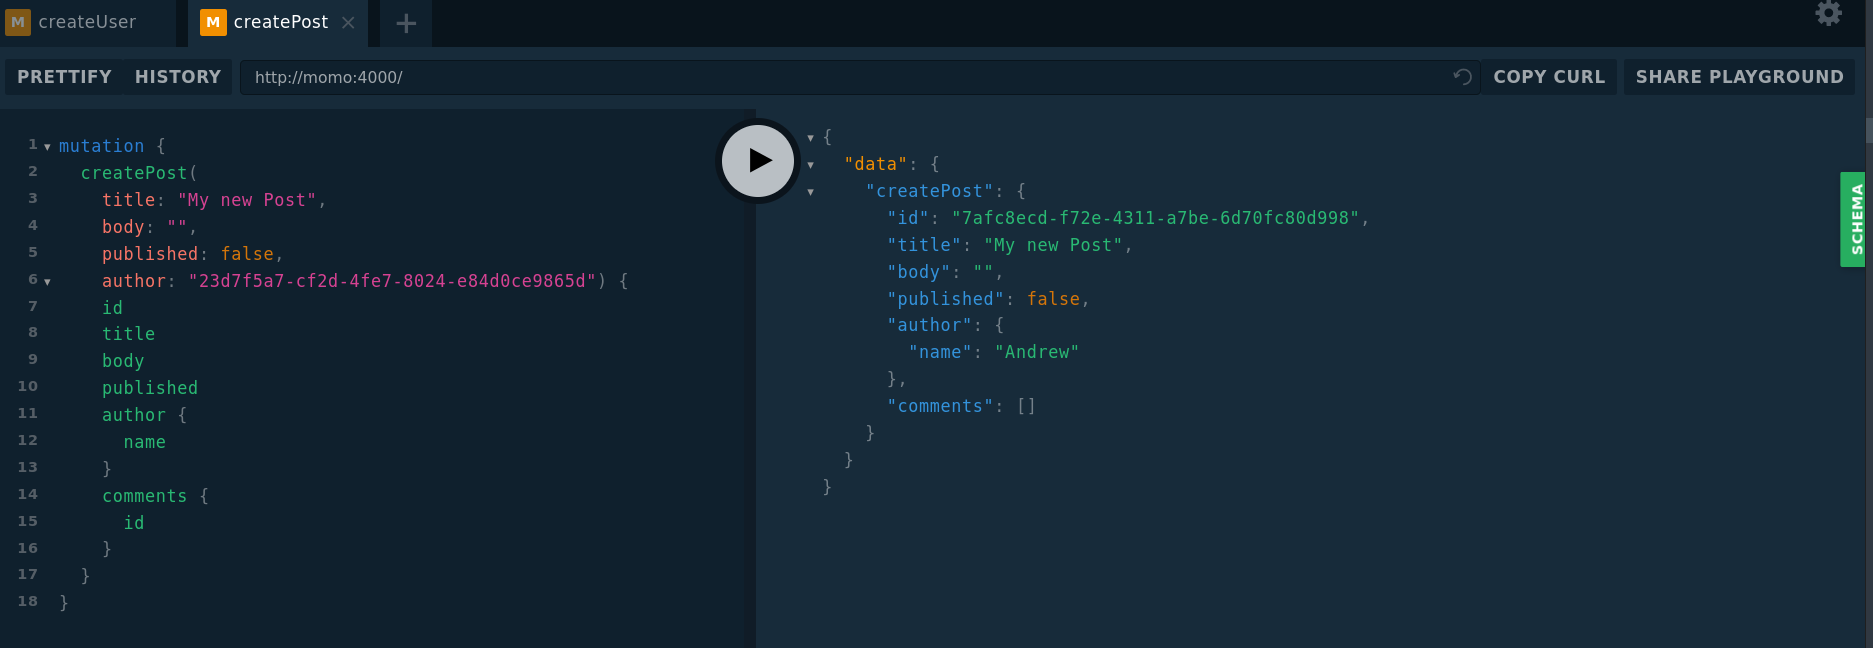 M createUser M createPost × +
PRETTIFY HISTORY http://momo:4000/ COPY CURL SHARE PLAYGROUND
1 mutation {
2 createPost(
3 title: "My new Post",
4 body: "",
5 published: false,
6 author: "23d7f5a7-cf2d-4fe7-8024-e84d0ce9865d") {
7 id
8 title
9 body
10 published
11 author {
12 name
13 }
14 comments {
15 id
16 }
17 }
18 }
{
"data": {
"createPost": {
"id": "7afc8ecd-f72e-4311-a7be-6d70fc80d998",
"title": "My new Post",
"body": "",
"published": false,
"author": {
"name": "Andrew"
},
"comments": []
}
}
}
SCHEMA